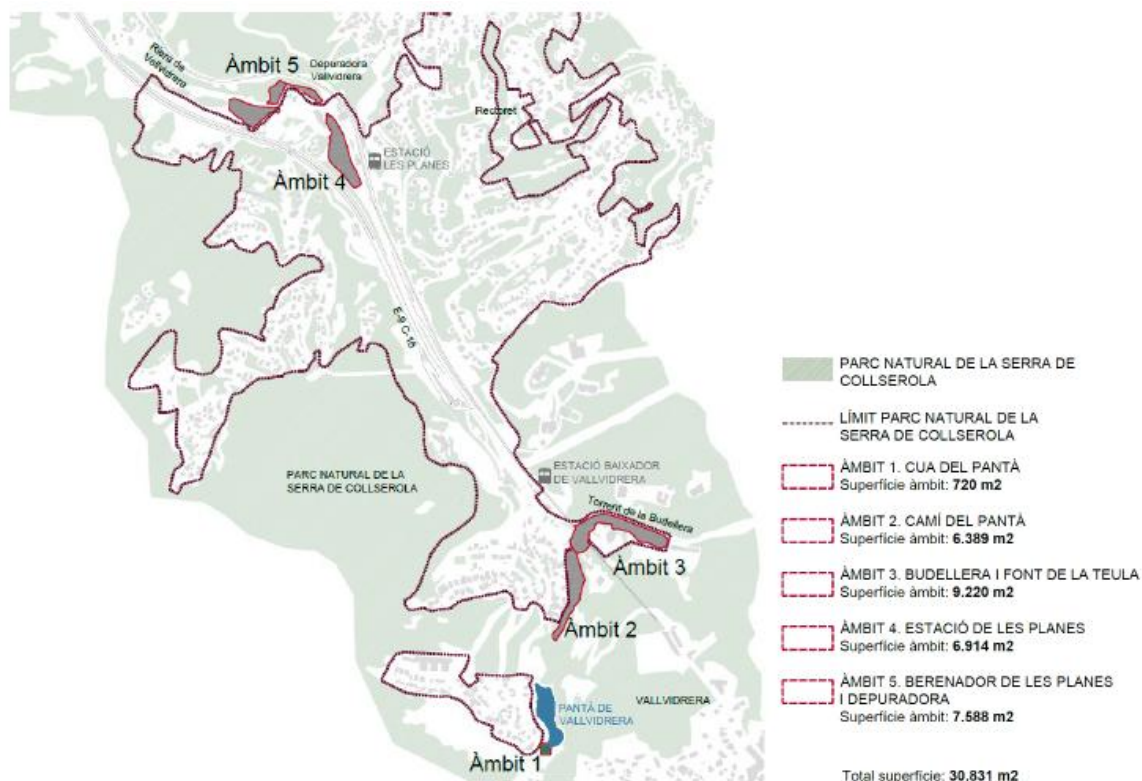 Riera de
Vallvidrera
Àmbit 5
Depuradora
Vallvidrera
Rectoret
ESTACIÓ
LES PLANES
Àmbit 4
E-9 C-16
PARC NATURAL DE LA
SERRA DE COLLSEROLA
ESTACIÓ BAIXADOR
DE VALLVIDRERA
Torrent de la Budellera
Àmbit 3
Àmbit 2
VALLVIDRERA
PANTÀ DE
VALLVIDRERA
Àmbit 1
PARC NATURAL DE LA SERRA DE
COLLSEROLA
LÍMIT PARC NATURAL DE LA
SERRA DE COLLSEROLA
ÀMBIT 1. CUA DEL PANTÀ
Superfície àmbit: 720 m2
ÀMBIT 2. CAMÍ DEL PANTÀ
Superfície àmbit: 6.389 m2
ÀMBIT 3. BUDELLERA I FONT DE LA TEULA
Superfície àmbit: 9.220 m2
ÀMBIT 4. ESTACIÓ DE LES PLANES
Superfície àmbit: 6.914 m2
ÀMBIT 5. BERENADOR DE LES PLANES
I DEPURADORA
Superfície àmbit: 7.588 m2
Total superfície: 30.831 m2